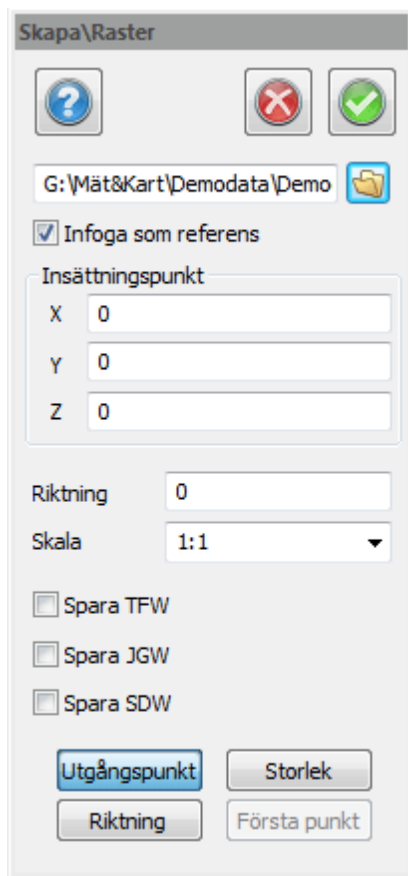 Skapa\Raster
G:\Mät&Kart\Demodata\Demo
Infoga som referens
Insättningspunkt
X 0
Y 0
Z 0
Riktning 0
Skala 1:1
Spara TFW
Spara JGW
Spara SDW
Utgångspunkt Storlek
Riktning Första punkt